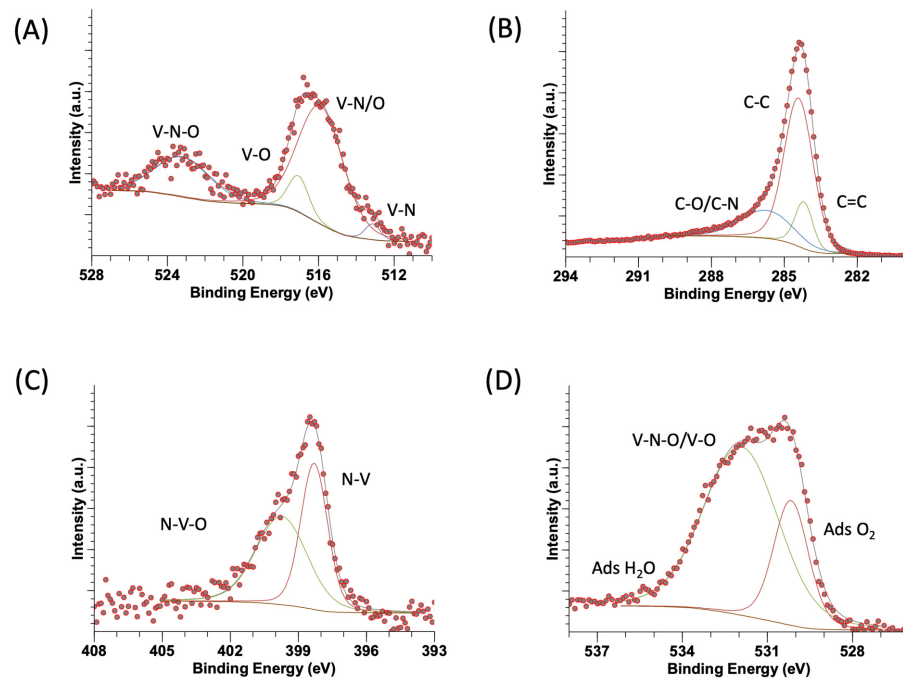 (A)
V-N-O
V-O
V-N/O
V-N
Intensity (a.u.)
528 524 520 516 512
Binding Energy (eV)
(B)
C-C
C-O/C-N
C=C
Intensity (a.u.)
294 291 288 285 282
Binding Energy (eV)
(C)
N-V
N-V-O
Intensity (a.u.)
408 405 402 399 396 393
Binding Energy (eV)
(D)
V-N-O/V-O
Ads O₂
Ads H₂O
Intensity (a.u.)
537 534 531 528
Binding Energy (eV)